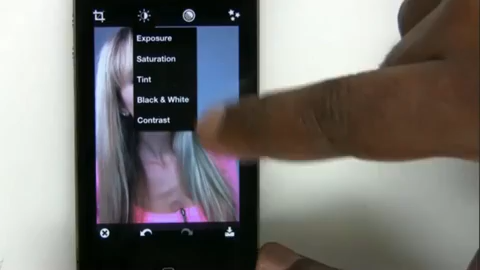 Exposure
Saturation
Tint
Black & White
Contrast